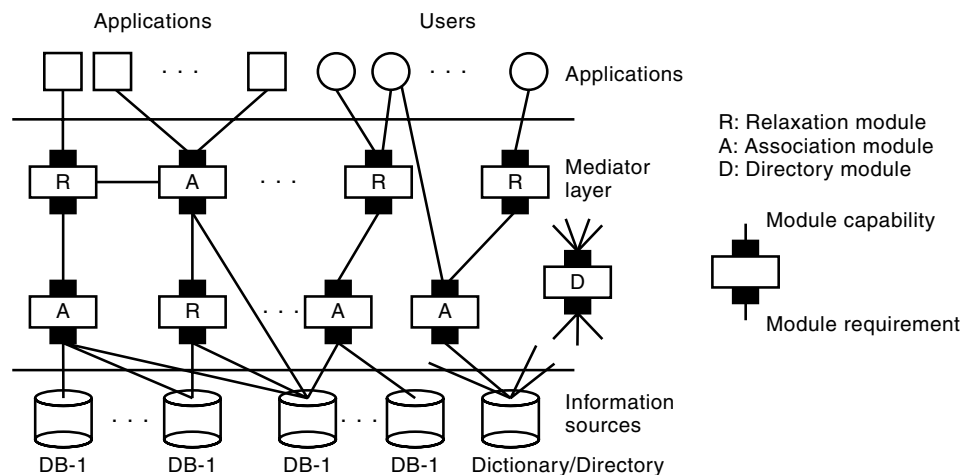 Applications Users
. . . . . . Applications
R: Relaxation module
A: Association module
D: Directory module
R A . . . R R Mediator
layer
Module capability
D
A R . . . A A
Module requirement
. . . . . . Information
sources
DB-1 DB-1 DB-1 DB-1 Dictionary/Directory